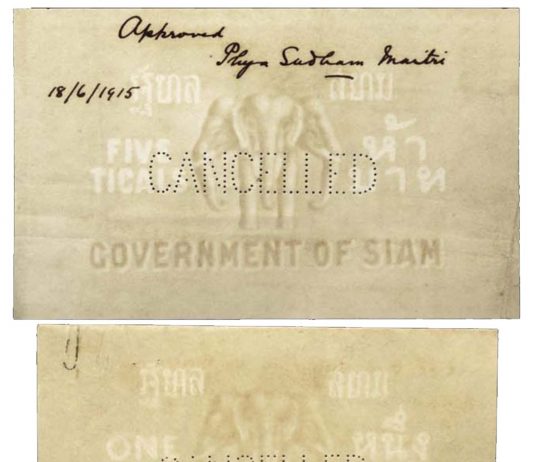 Approved
Phya Sudham Maitri
18/6/1915
รัฐบาล สยาม
FIVE ห้า
TICALS บาท
CANCELLED
GOVERNMENT OF SIAM
รัฐบาล สยาม
ONE หนึ่ง
CANCELLED